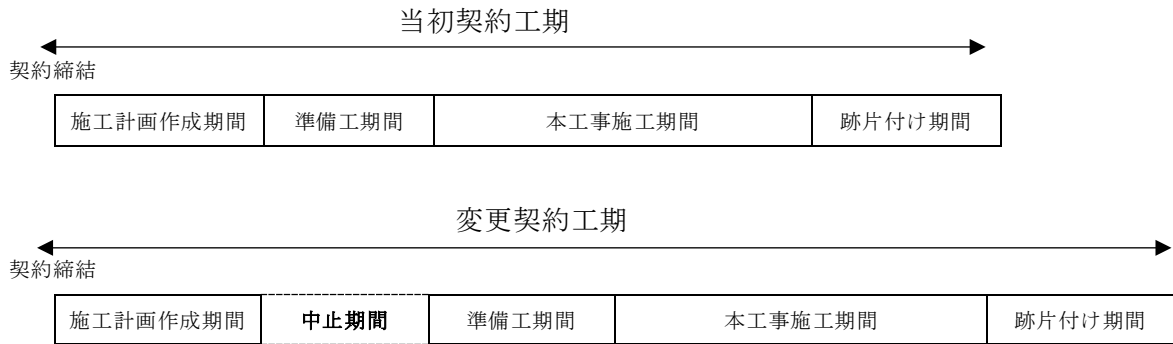 当初契約工期
契約締結
施工計画作成期間 準備工期間 本工事施工期間 跡片付け期間
変更契約工期
契約締結
施工計画作成期間 中止期間 準備工期間 本工事施工期間 跡片付け期間